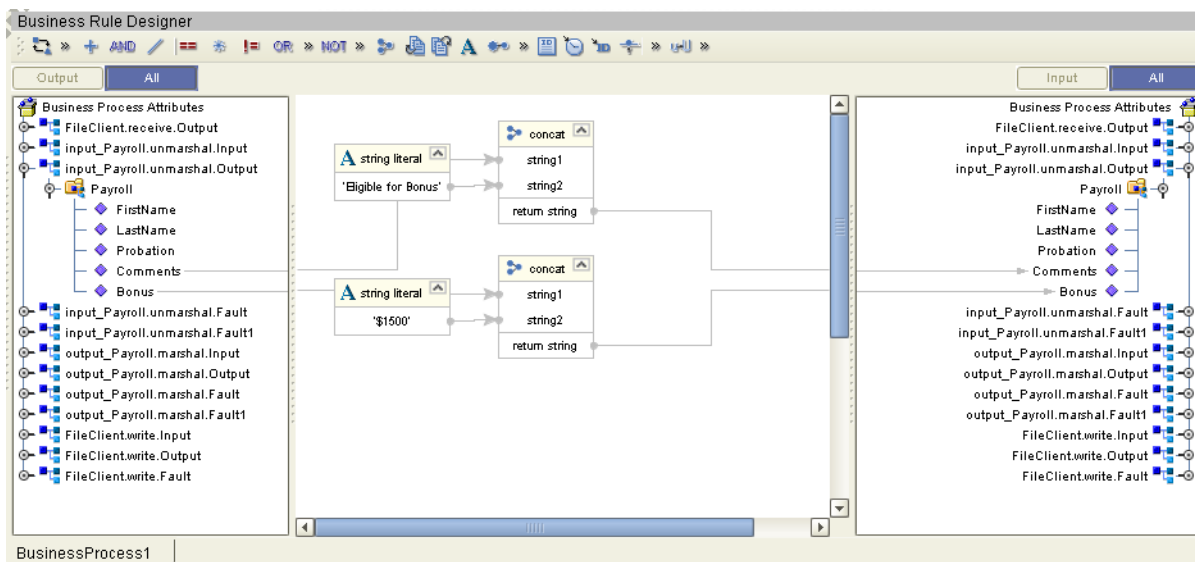 Business Rule Designer
AND == != OR » NOT » A ID ID »
Output All Input All
Business Process Attributes
FileClient.receive.Output
input_Payroll.unmarshal.Input
input_Payroll.unmarshal.Output
Payroll
FirstName
LastName
Probation
Comments
Bonus
input_Payroll.unmarshal.Fault
input_Payroll.unmarshal.Fault1
output_Payroll.marshal.Input
output_Payroll.marshal.Output
output_Payroll.marshal.Fault
output_Payroll.marshal.Fault1
FileClient.write.Input
FileClient.write.Output
FileClient.write.Fault
A string literal
'Eligible for Bonus'
concat
string1
string2
return string
A string literal
'$1500'
concat
string1
string2
return string
Business Process Attributes
FileClient.receive.Output
input_Payroll.unmarshal.Input
input_Payroll.unmarshal.Output
Payroll
FirstName
LastName
Probation
Comments
Bonus
input_Payroll.unmarshal.Fault
input_Payroll.unmarshal.Fault1
output_Payroll.marshal.Input
output_Payroll.marshal.Output
output_Payroll.marshal.Fault
output_Payroll.marshal.Fault1
FileClient.write.Input
FileClient.write.Output
FileClient.write.Fault
BusinessProcess1